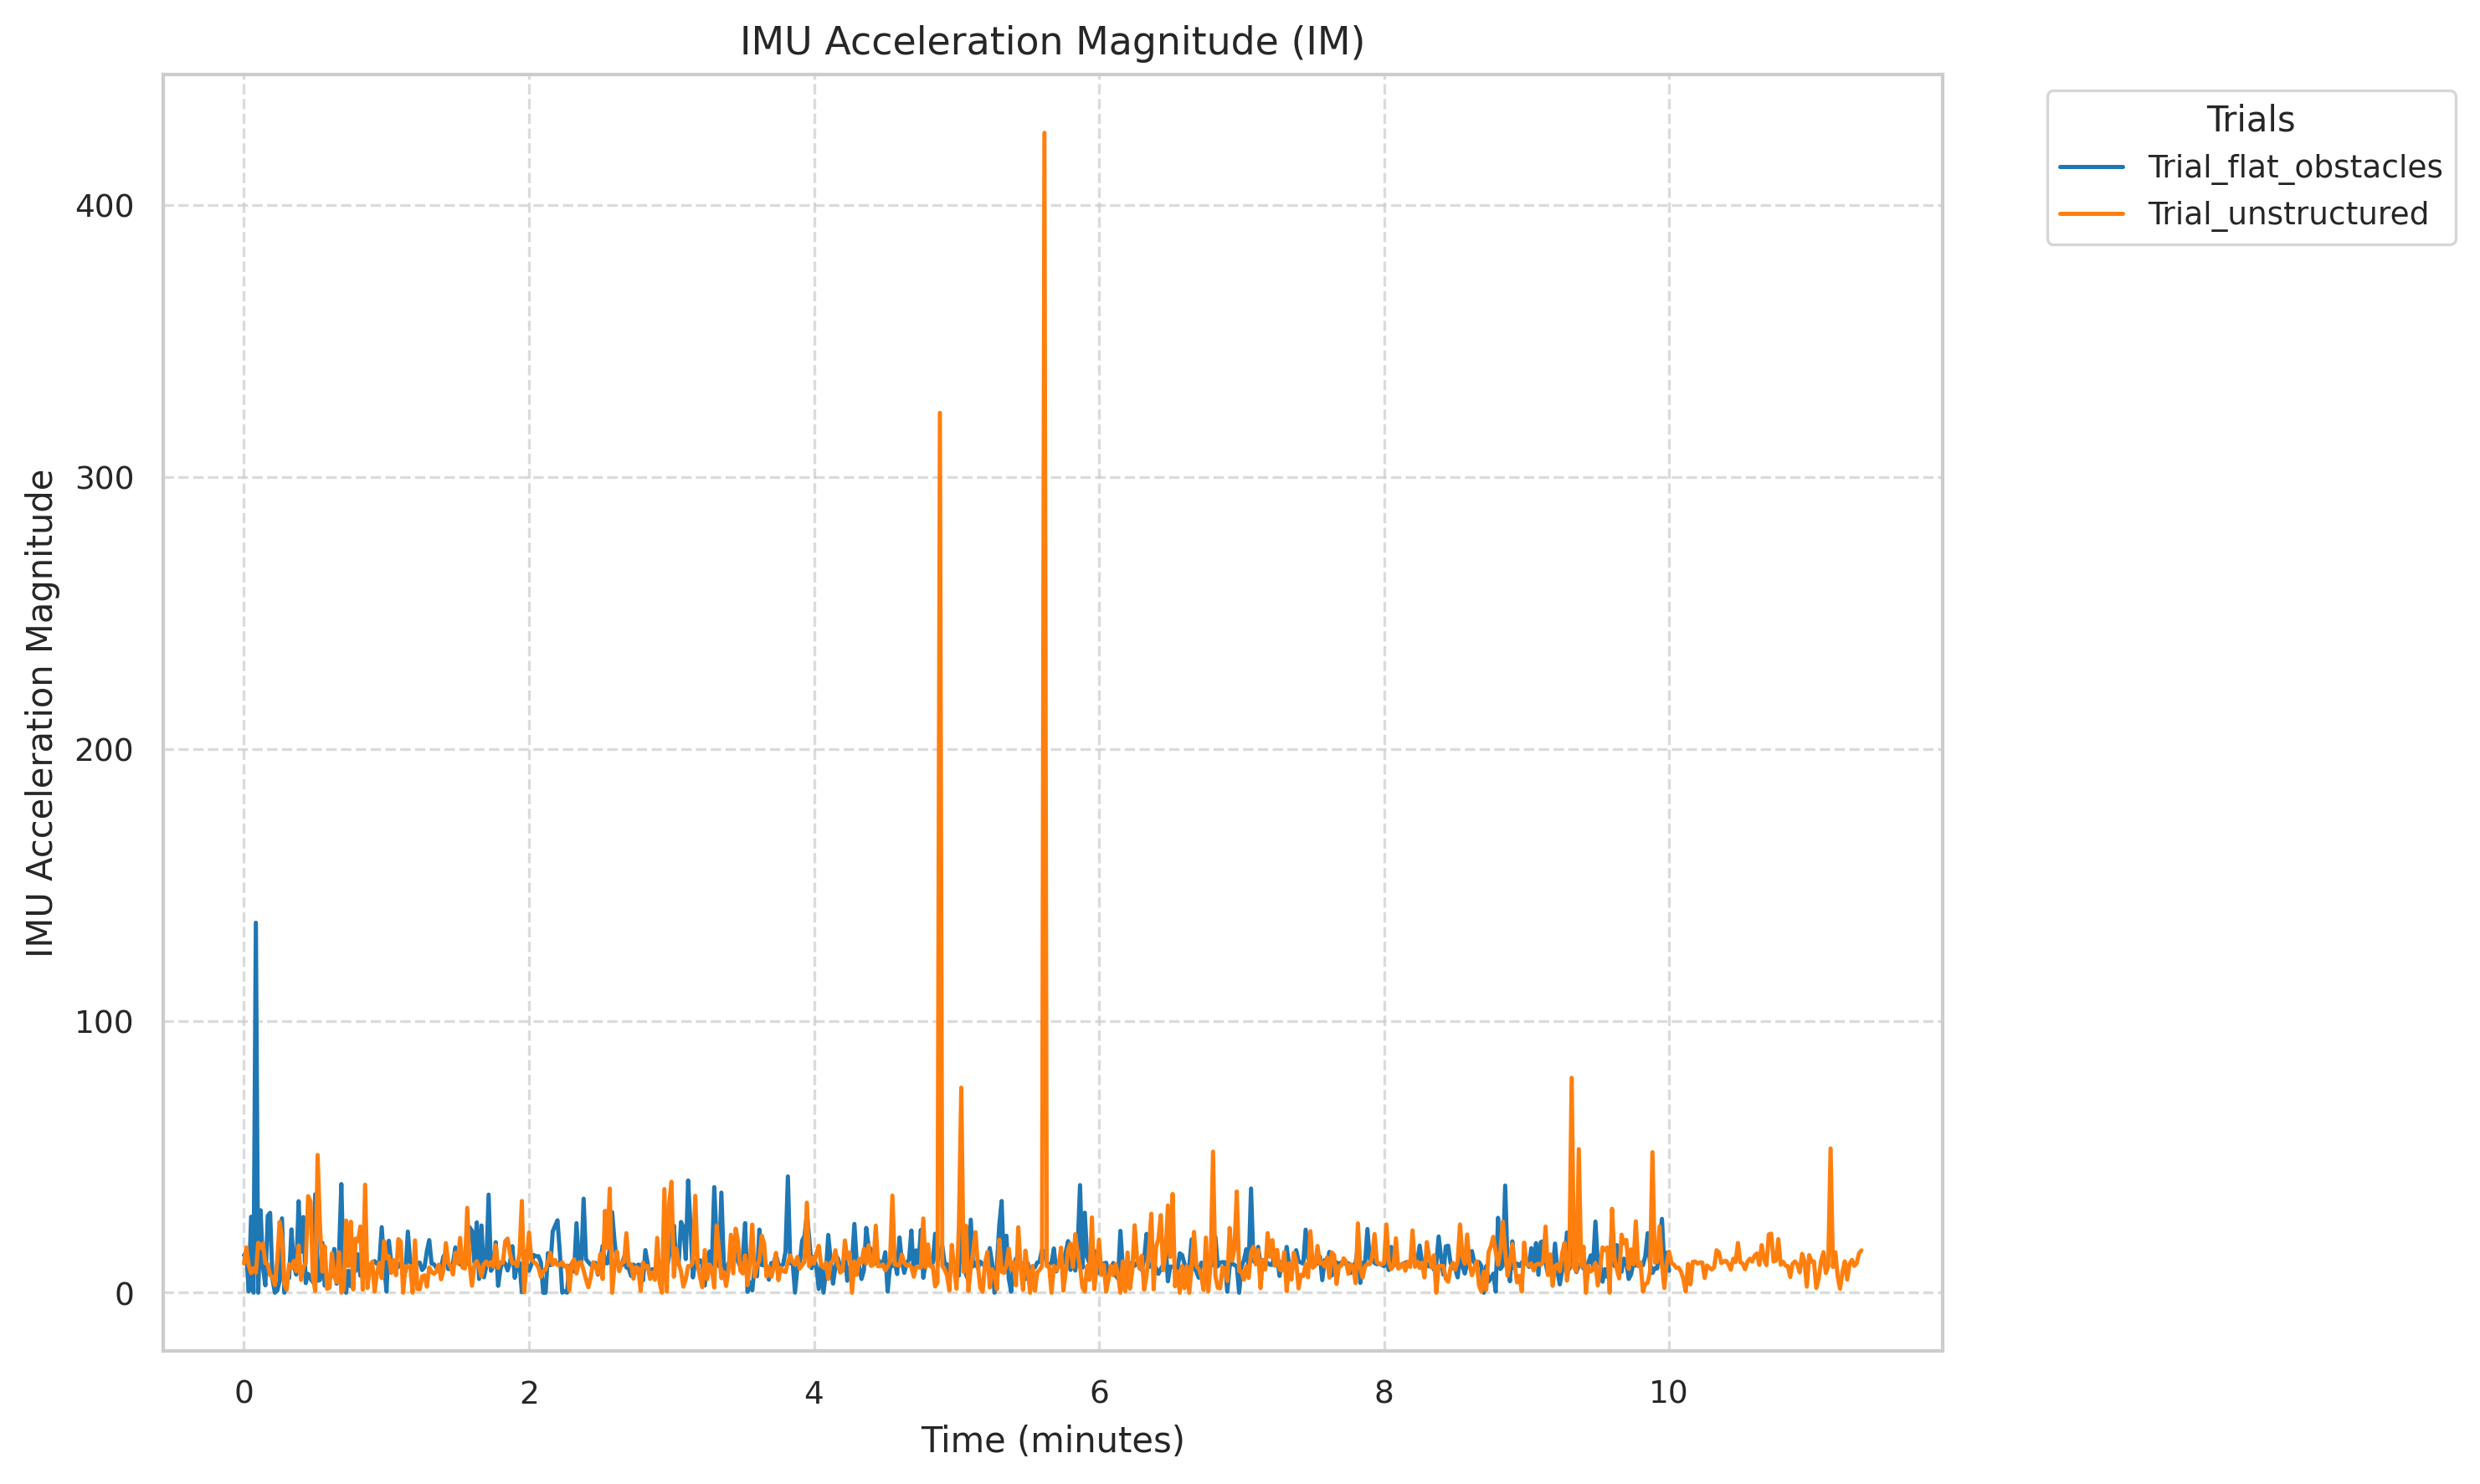 IMU Acceleration Magnitude (IM)
Trials
Trial_flat_obstacles
Trial_unstructured
IMU Acceleration Magnitude
400
300
200
100
0
0 2 4 6 8 10
Time (minutes)